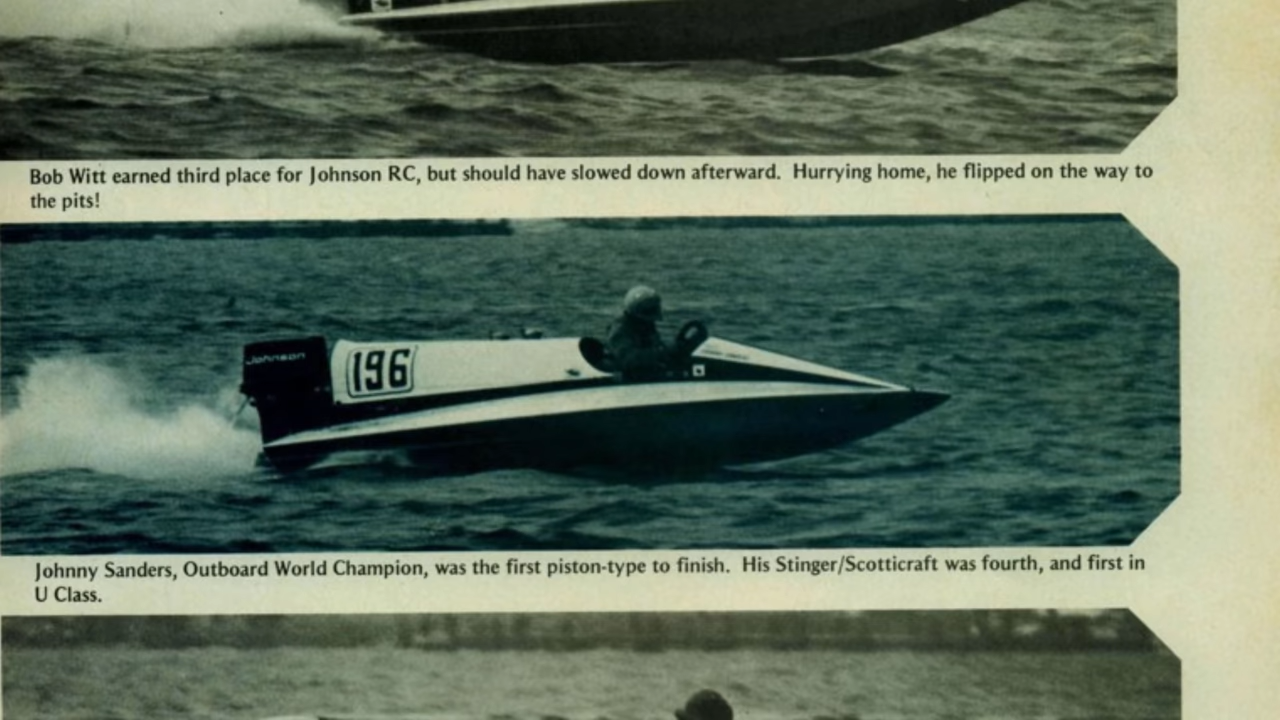 Bob Witt earned third place for Johnson RC, but should have slowed down afterward. Hurrying home, he flipped on the way to
the pits!
Johnson
196
Johnny Sanders, Outboard World Champion, was the first piston-type to finish. His Stinger/Scotticraft was fourth, and first in
U Class.